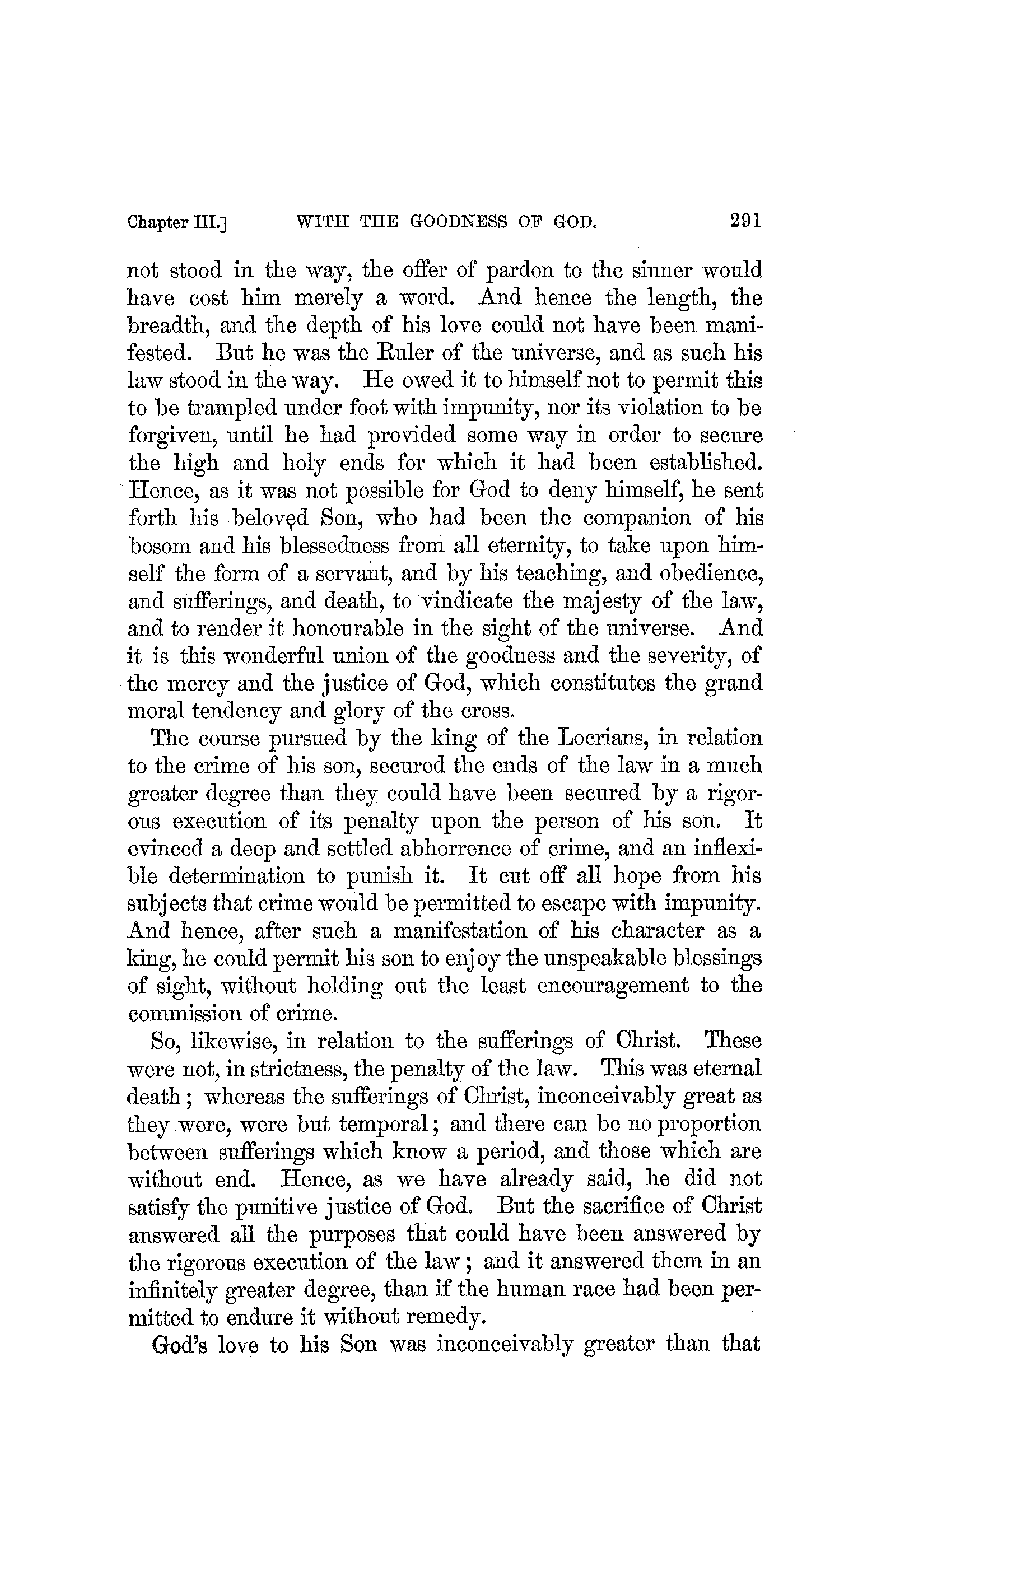 Chapter III.] WITH THE GOODNESS OF GOD. 291
not stood in the way, the offer of pardon to the sinner would
have cost him merely a word. And hence the length, the
breadth, and the depth of his love could not have been mani-
fested. But he was the Ruler of the universe, and as such his
law stood in the way. He owed it to himself not to permit this
to be trampled under foot with impunity, nor its violation to be
forgiven, until he had provided some way in order to secure
the high and holy ends for which it had been established.
Hence, as it was not possible for God to deny himself, he sent
forth his beloved Son, who had been the companion of his
bosom and his blessedness from all eternity, to take upon him-
self the form of a servant, and by his teaching, and obedience,
and sufferings, and death, to vindicate the majesty of the law,
and to render it honourable in the sight of the universe. And
it is this wonderful union of the goodness and the severity, of
the mercy and the justice of God, which constitutes the grand
moral tendency and glory of the cross.
The course pursued by the king of the Locrians, in relation
to the crime of his son, secured the ends of the law in a much
greater degree than they could have been secured by a rigor-
ous execution of its penalty upon the person of his son. It
evinced a deep and settled abhorrence of crime, and an inflexi-
ble determination to punish it. It cut off all hope from his
subjects that crime would be permitted to escape with impunity.
And hence, after such a manifestation of his character as a
king, he could permit his son to enjoy the unspeakable blessings
of sight, without holding out the least encouragement to the
commission of crime.
So, likewise, in relation to the sufferings of Christ. These
were not, in strictness, the penalty of the law. This was eternal
death; whereas the sufferings of Christ, inconceivably great as
they were, were but temporal; and there can be no proportion
between sufferings which know a period, and those which are
without end. Hence, as we have already said, he did not
satisfy the punitive justice of God. But the sacrifice of Christ
answered all the purposes that could have been answered by
the rigorous execution of the law; and it answered them in an
infinitely greater degree, than if the human race had been per-
mitted to endure it without remedy.
God's love to his Son was inconceivably greater than that